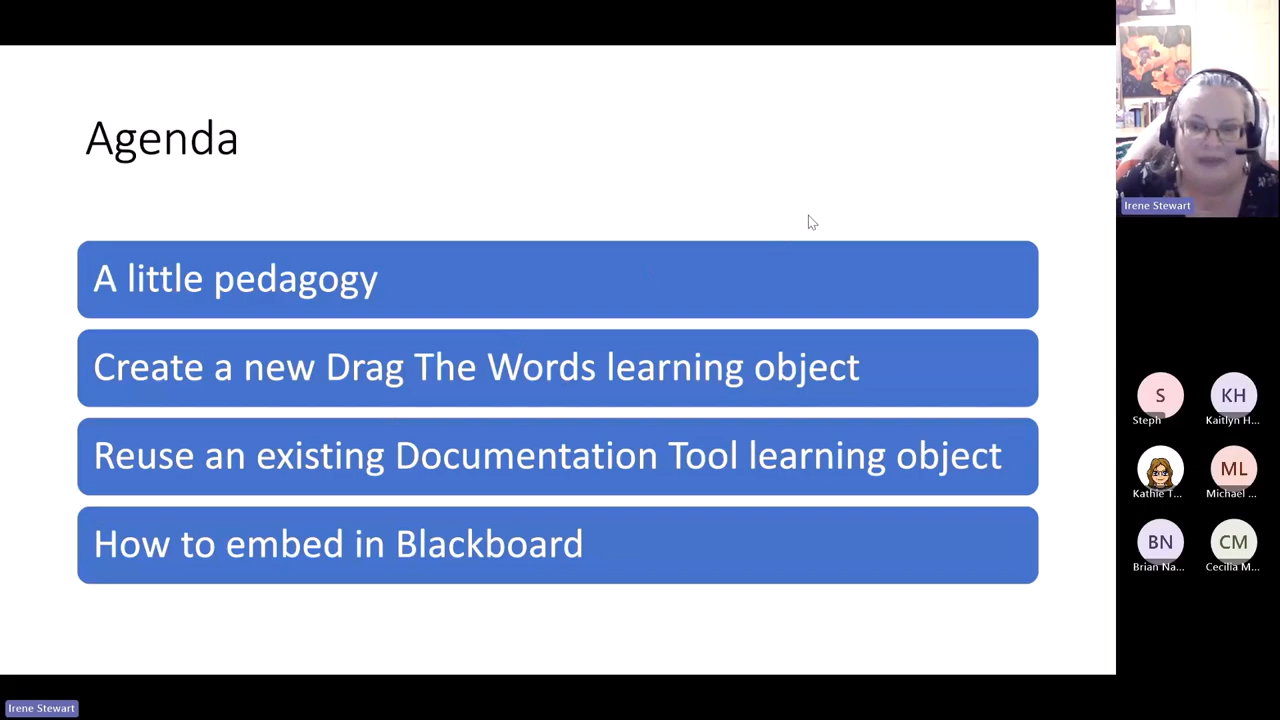 Agenda
A little pedagogy
Create a new Drag The Words learning object
Reuse an existing Documentation Tool learning object
How to embed in Blackboard
Irene Stewart
S
KH
Steph
Kaitlyn H...
ML
Kathie T...
Michael ...
BN
CM
Brian Na...
Cecilia M...
Irene Stewart